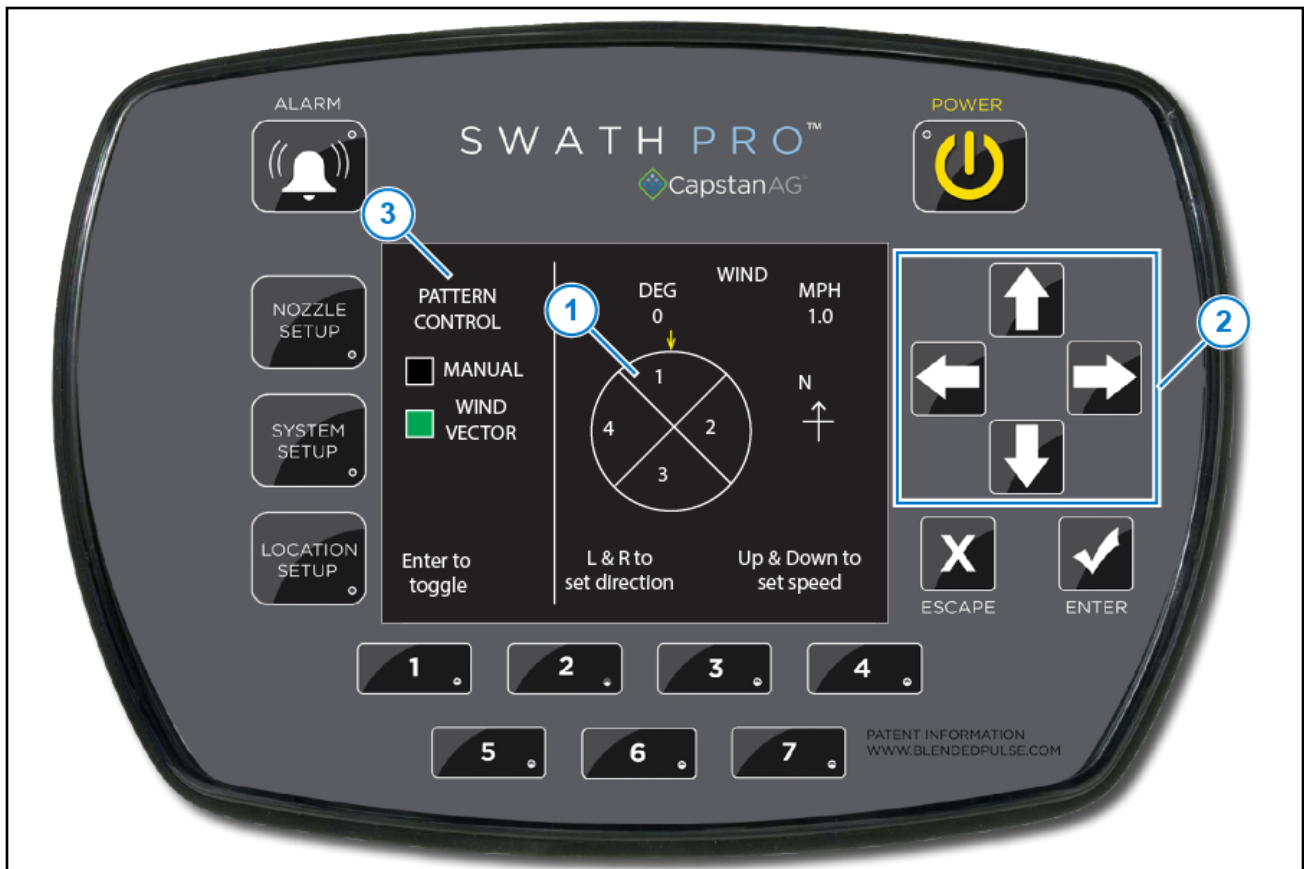 ALARM
POWER
SWATH PRO™
CapstanAG™
3
NOZZLE
SETUP
SYSTEM
SETUP
LOCATION
SETUP
PATTERN
CONTROL
MANUAL
WIND
VECTOR
Enter to
toggle
WIND
DEG
MPH
0
1.0
1
1
2
3
4
N
L & R to
set direction
Up & Down to
set speed
2
X
ESCAPE
ENTER
1
2
3
4
5
6
7
PATENT INFORMATION
WWW.BLENDEDPULSE.COM